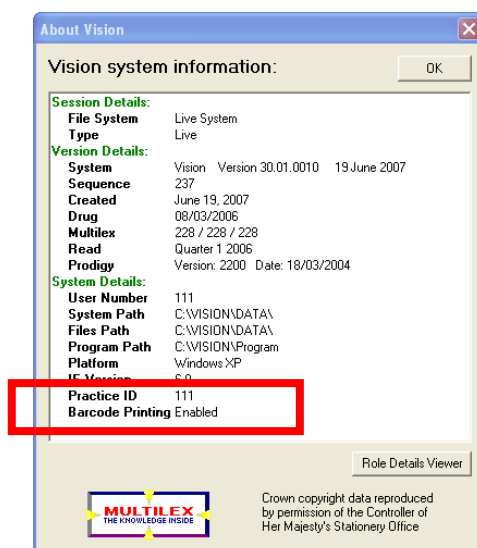 About Vision
Vision system information:
OK
Session Details:
File System Live System
Type Live
Version Details:
System Vision Version 30.01.0010 19 June 2007
Sequence 237
Created June 19, 2007
Drug 08/03/2006
Multilex 228 / 228 / 228
Read Quarter 1 2006
Prodigy Version: 2200 Date: 18/03/2004
System Details:
User Number 111
System Path C:\VISION\DATA\
Files Path C:\VISION\DATA\
Program Path C:\VISION\Program
Platform Windows XP
IE Version 6.0
Practice ID 111
Barcode Printing Enabled
Role Details Viewer
MULTILEX
THE KNOWLEDGE INSIDE
Crown copyright data reproduced
by permission of the Controller of
Her Majesty's Stationery Office